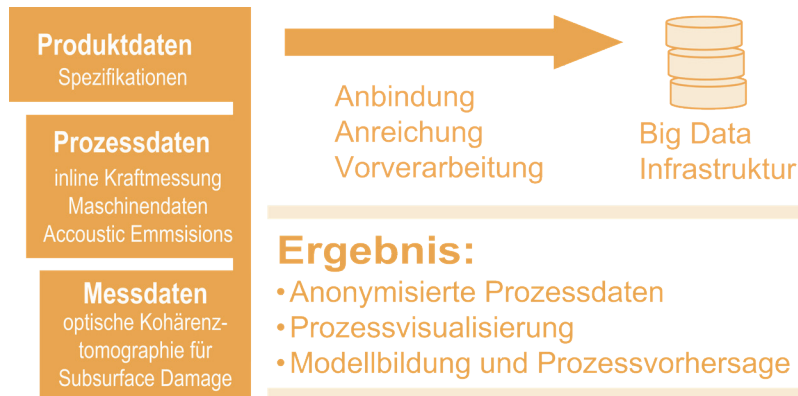 Produktdaten
Spezifikationen
Prozessdaten
inline Kraftmessung
Maschinendaten
Accoustic Emmsisions
Messdaten
optische Kohärenz-
tomographie für
Subsurface Damage
Anbindung
Anreichung
Vorverarbeitung
Big Data
Infrastruktur
Ergebnis:
• Anonymisierte Prozessdaten
• Prozessvisualisierung
• Modellbildung und Prozessvorhersage